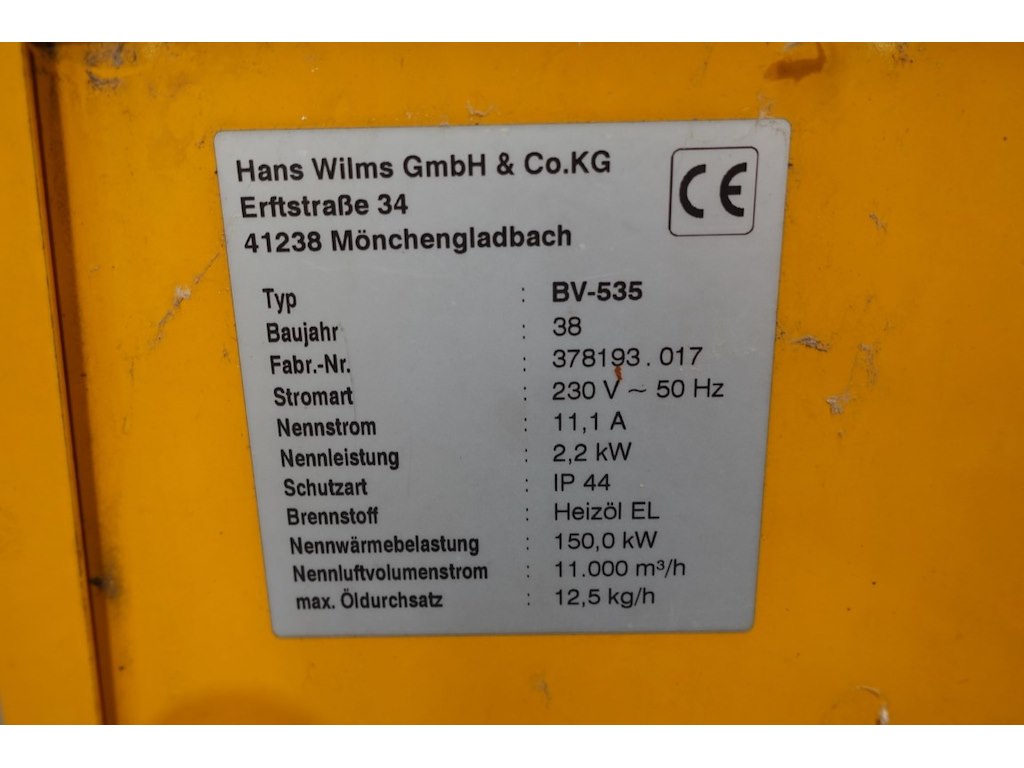 Hans Wilms GmbH & Co.KG
Erftstraße 34
41238 Mönchengladbach
CE
Typ : BV-535
Baujahr : 38
Fabr.-Nr. : 378193.017
Stromart : 230 V ~ 50 Hz
Nennstrom : 11,1 A
Nennleistung : 2,2 kW
Schutzart : IP 44
Brennstoff : Heizöl EL
Nennwärmebelastung : 150,0 kW
Nennluftvolumenstrom : 11.000 m³/h
max. Öldurchsatz : 12,5 kg/h